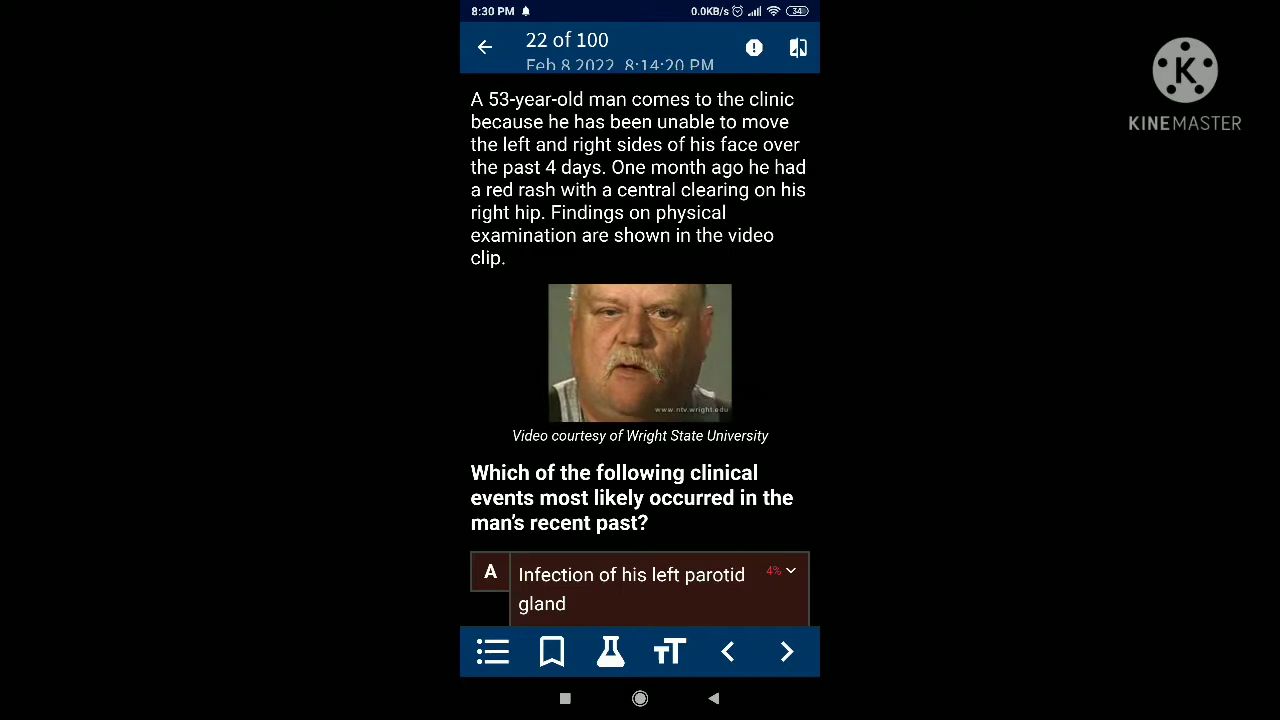 8:30 PM 0.0KB/s 34
22 of 100
Feb 8 2022 8:14:20 PM
A 53-year-old man comes to the clinic
because he has been unable to move
the left and right sides of his face over
the past 4 days. One month ago he had
a red rash with a central clearing on his
right hip. Findings on physical
examination are shown in the video
clip.
www.ntv.wright.edu
Video courtesy of Wright State University
Which of the following clinical
events most likely occurred in the
man's recent past?
A Infection of his left parotid 4%
gland
TT
K
KINEMASTER